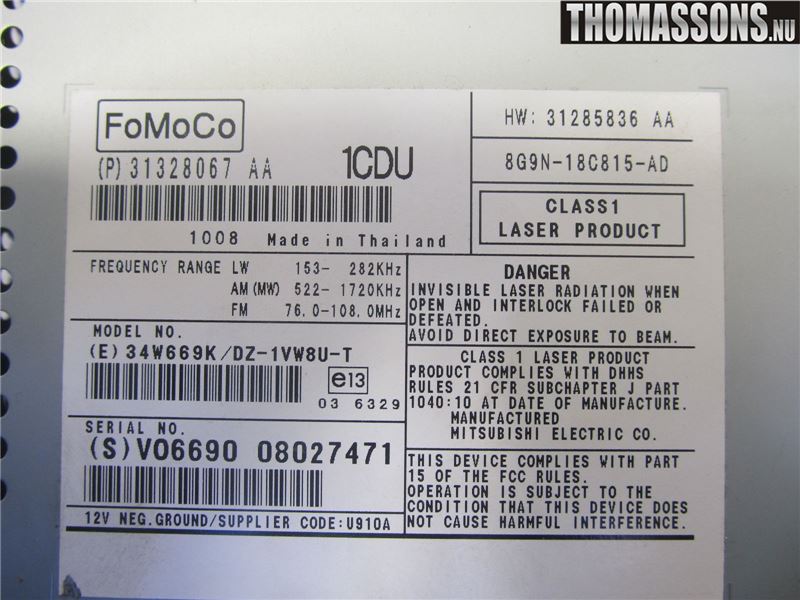 THOMASSONS.NU
FoMoCo
(P) 31328067 AA 1CDU
1008 Made in Thailand
HW: 31285836 AA
8G9N-18C815-AD
CLASS1
LASER PRODUCT
FREQUENCY RANGE LW 153- 282KHz
AM (MW) 522- 1720KHz
FM 76.0-108.0MHz
MODEL NO.
(E) 34W669K/DZ-1VW8U-T
e13
03 6329
SERIAL NO.
(S) VO6690 08027471
12V NEG.GROUND/SUPPLIER CODE:U910A
DANGER
INVISIBLE LASER RADIATION WHEN
OPEN AND INTERLOCK FAILED OR
DEFEATED.
AVOID DIRECT EXPOSURE TO BEAM.
CLASS 1 LASER PRODUCT
PRODUCT COMPLIES WITH DHHS
RULES 21 CFR SUBCHAPTER J PART
1040:10 AT DATE OF MANUFACTURE.
MANUFACTURED
MITSUBISHI ELECTRIC CO.
THIS DEVICE COMPLIES WITH PART
15 OF THE FCC RULES.
OPERATION IS SUBJECT TO THE
CONDITION THAT THIS DEVICE DOES
NOT CAUSE HARMFUL INTERFERENCE.